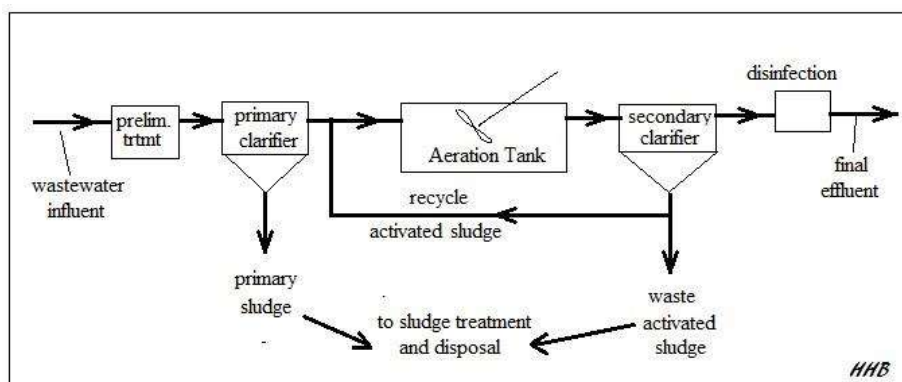 disinfection
prelim.
trtmt
primary
clarifier
Aeration Tank
secondary
clarifier
wastewater
influent
final
effluent
recycle
activated sludge
primary
sludge
to sludge treatment
and disposal
waste
activated
sludge
HHB